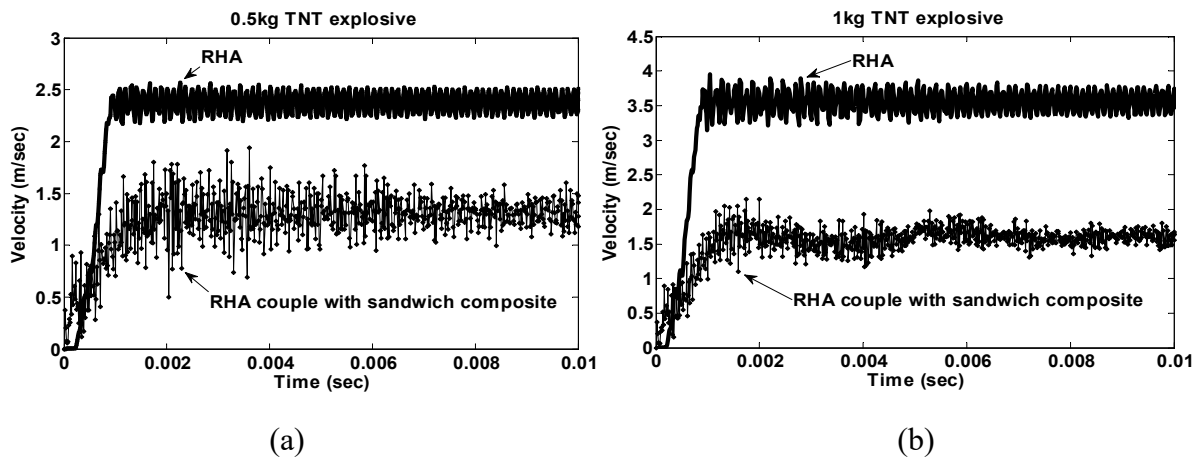 0.5kg TNT explosive
3
2.5
2
1.5
1
0.5
0
Velocity (m/sec)
RHA
RHA couple with sandwich composite
0
0.002
0.004
0.006
0.008
0.01
Time (sec)
(a)
1kg TNT explosive
4.5
4
3.5
3
2.5
2
1.5
1
0.5
0
Velocity (m/sec)
RHA
RHA couple with sandwich composite
0
0.002
0.004
0.006
0.008
0.01
Time (sec)
(b)